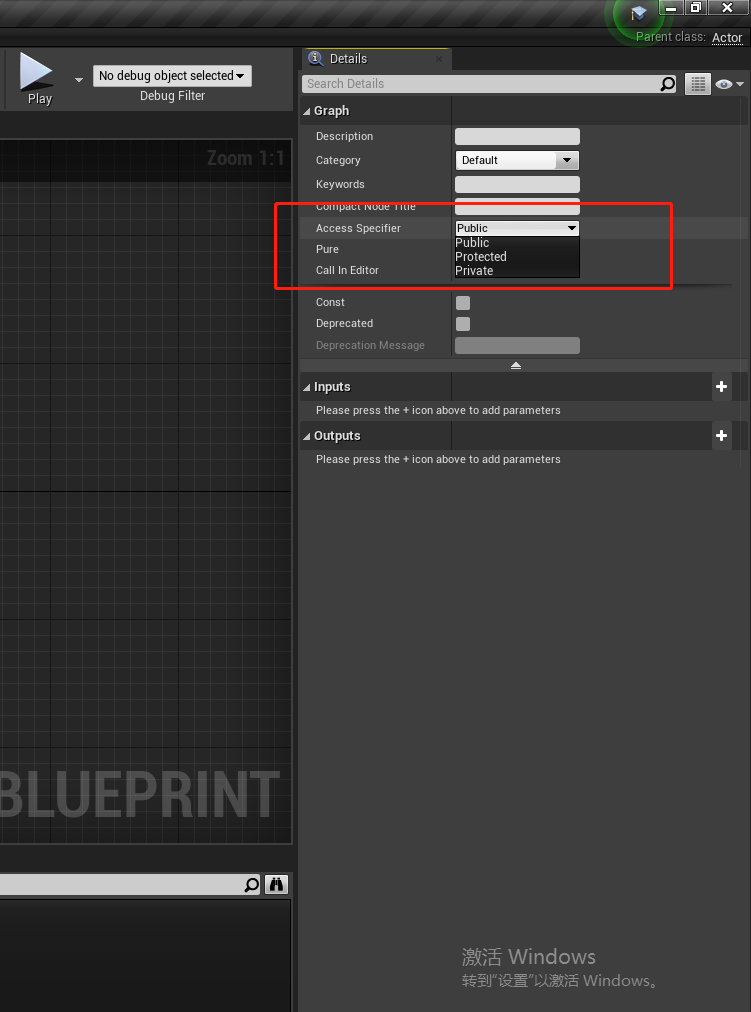 Parent class: Actor
Play
No debug object selected
Debug Filter
Zoom 1:1
BLUEPRINT
Details
Search Details
Graph
Description
Category
Default
Keywords
Compact Node Title
Access Specifier
Public
Public
Protected
Private
Pure
Call In Editor
Const
Deprecated
Deprecation Message
Inputs
Please press the + icon above to add parameters
Outputs
Please press the + icon above to add parameters
激活 Windows
转到"设置"以激活 Windows。